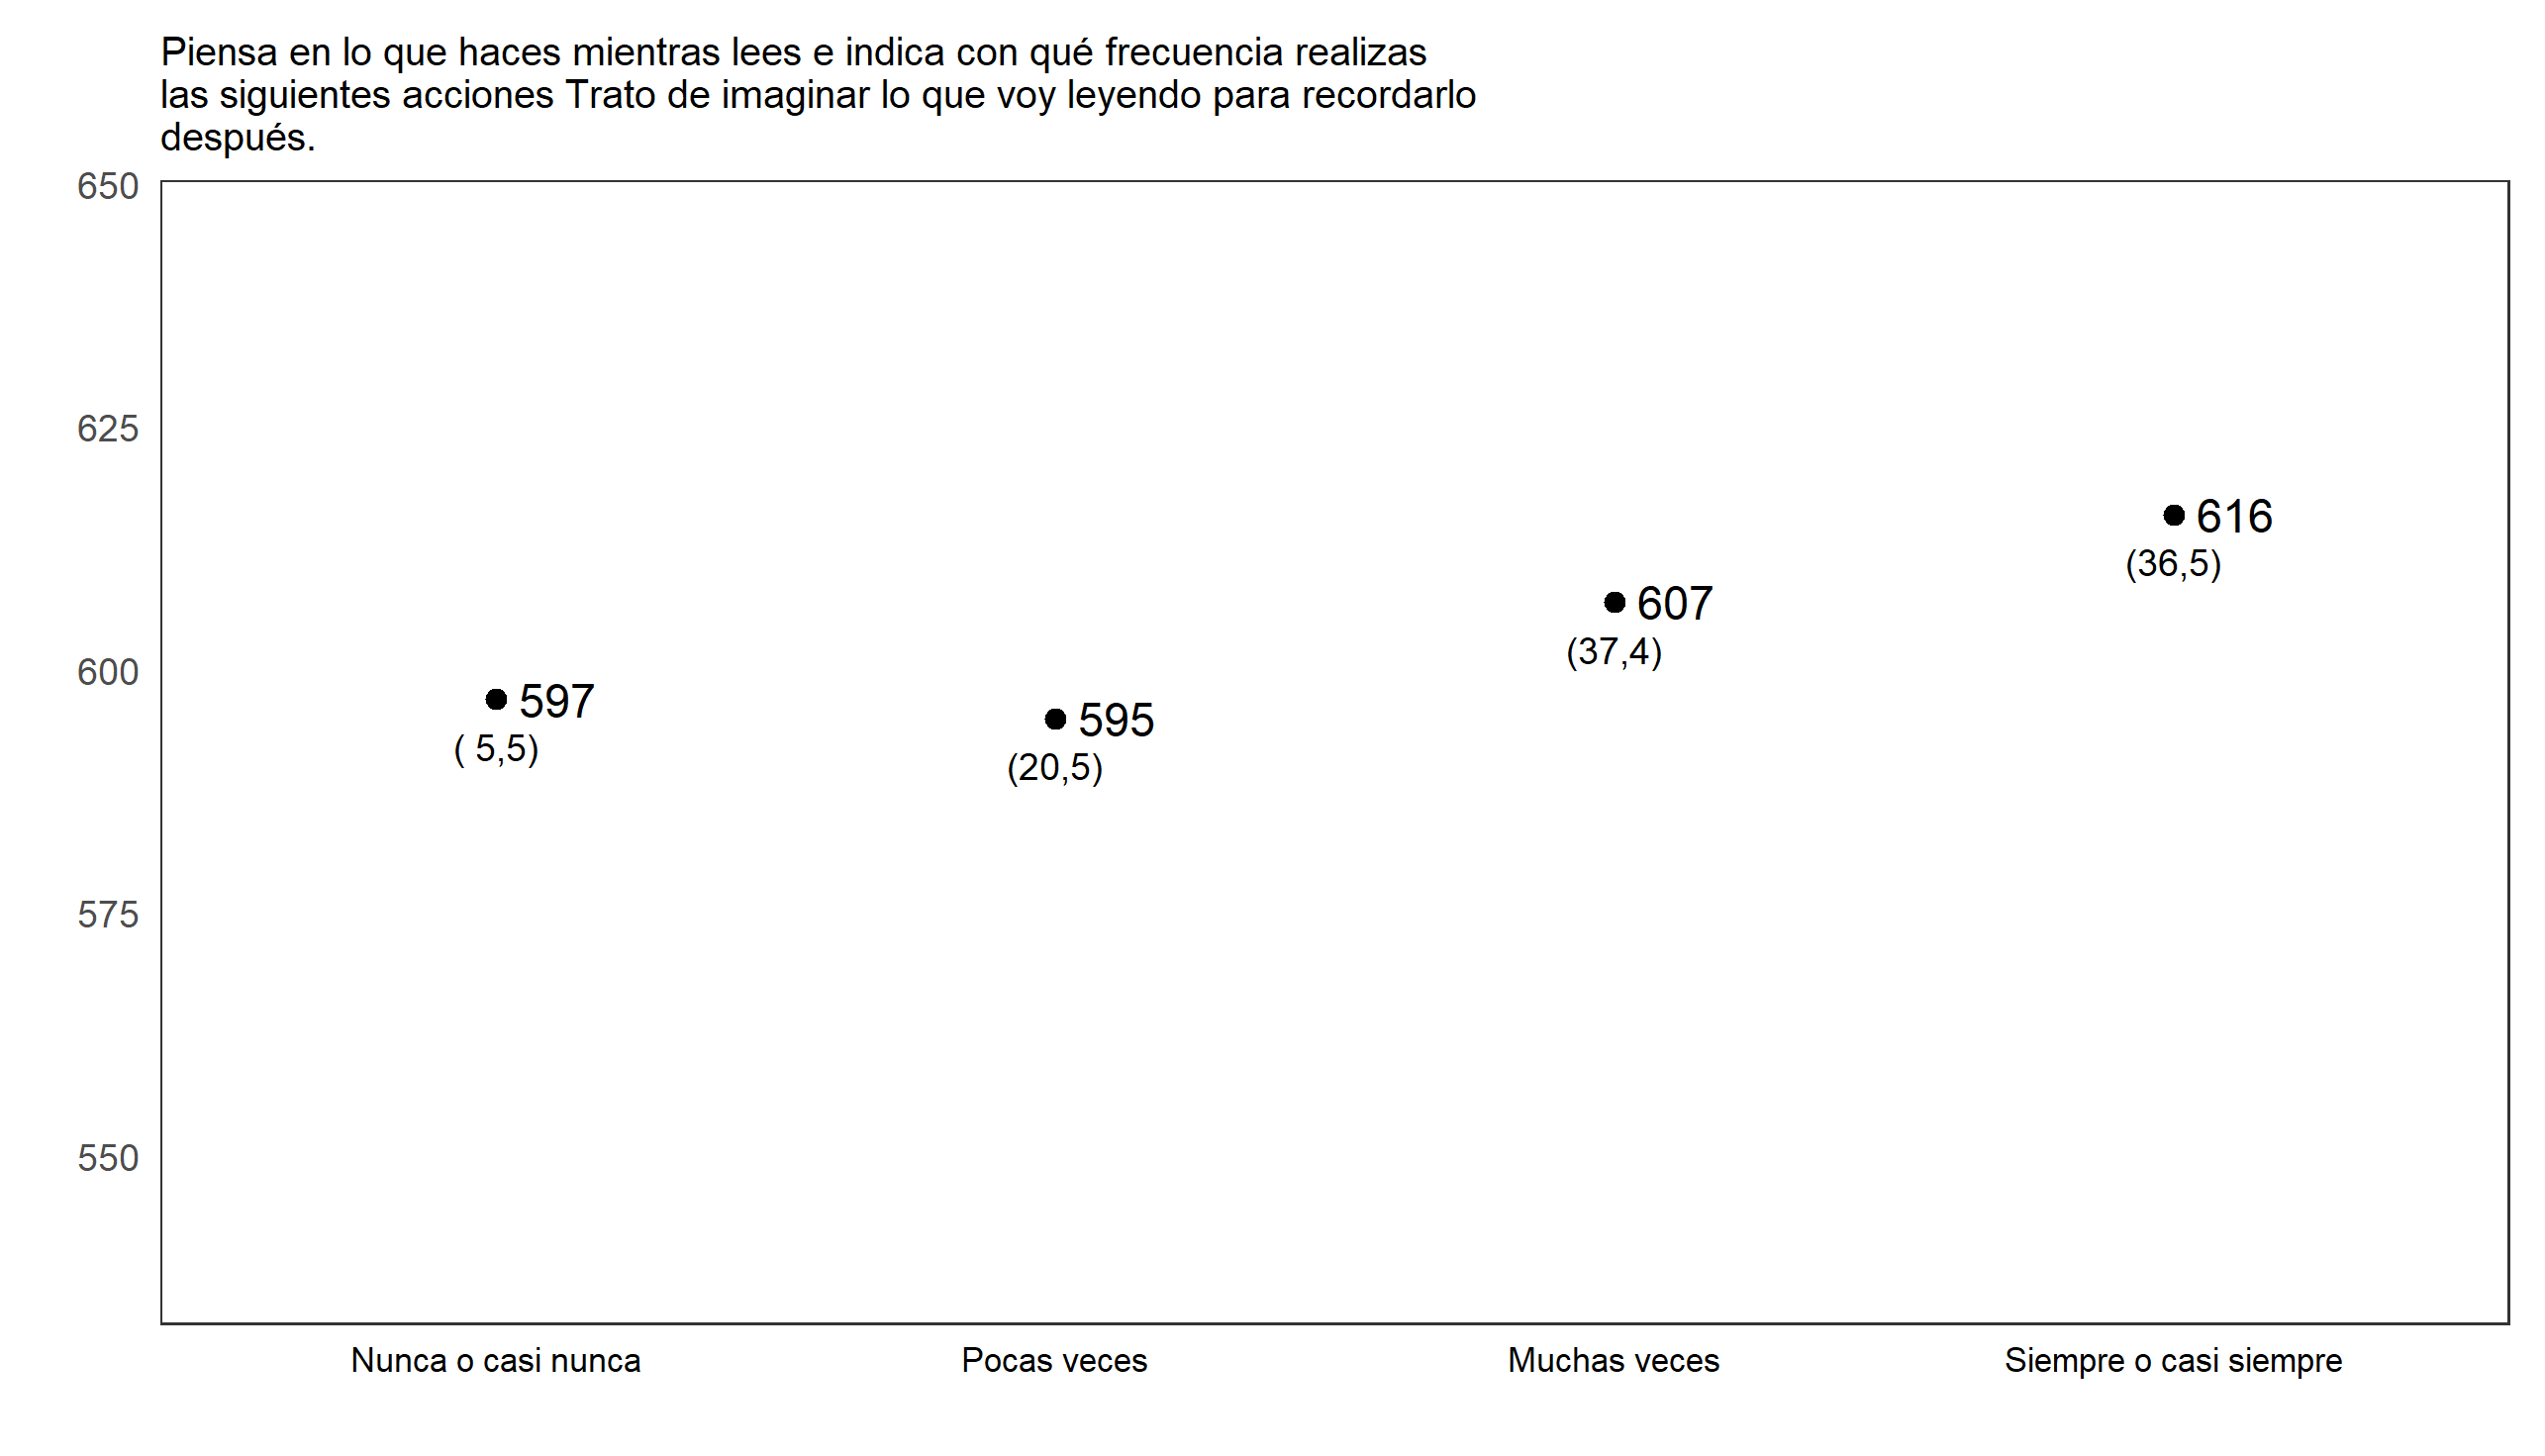 Piensa en lo que haces mientras lees e indica con qué frecuencia realizas
las siguientes acciones Trato de imaginar lo que voy leyendo para recordarlo
después.
650
625
600
575
550
597
( 5,5)
595
(20,5)
607
(37,4)
616
(36,5)
Nunca o casi nunca
Pocas veces
Muchas veces
Siempre o casi siempre